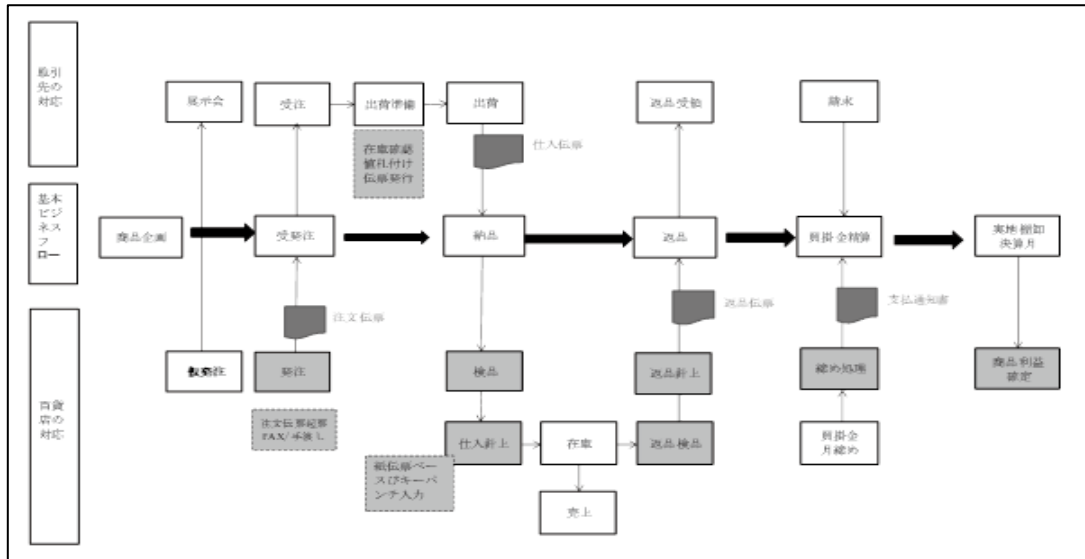 取引
先の
対応
展示会
受注
出荷準備
出荷
返品受領
請求
在庫確認
値札付け
伝票発行
仕入伝票
基本
ビジ
ネス
フ
ロー
商品企画
受発注
納品
返品
買掛金精算
実地棚卸
決算月
注文伝票
返品伝票
支払通知書
百貨
店の
対応
仮発注
発注
検品
返品計上
締め処理
商品利益
確定
注文伝票起票
FAX/手渡し
仕入計上
在庫
返品検品
買掛金
月締め
紙伝票ベー
スびキーパ
ンチ入力
売上